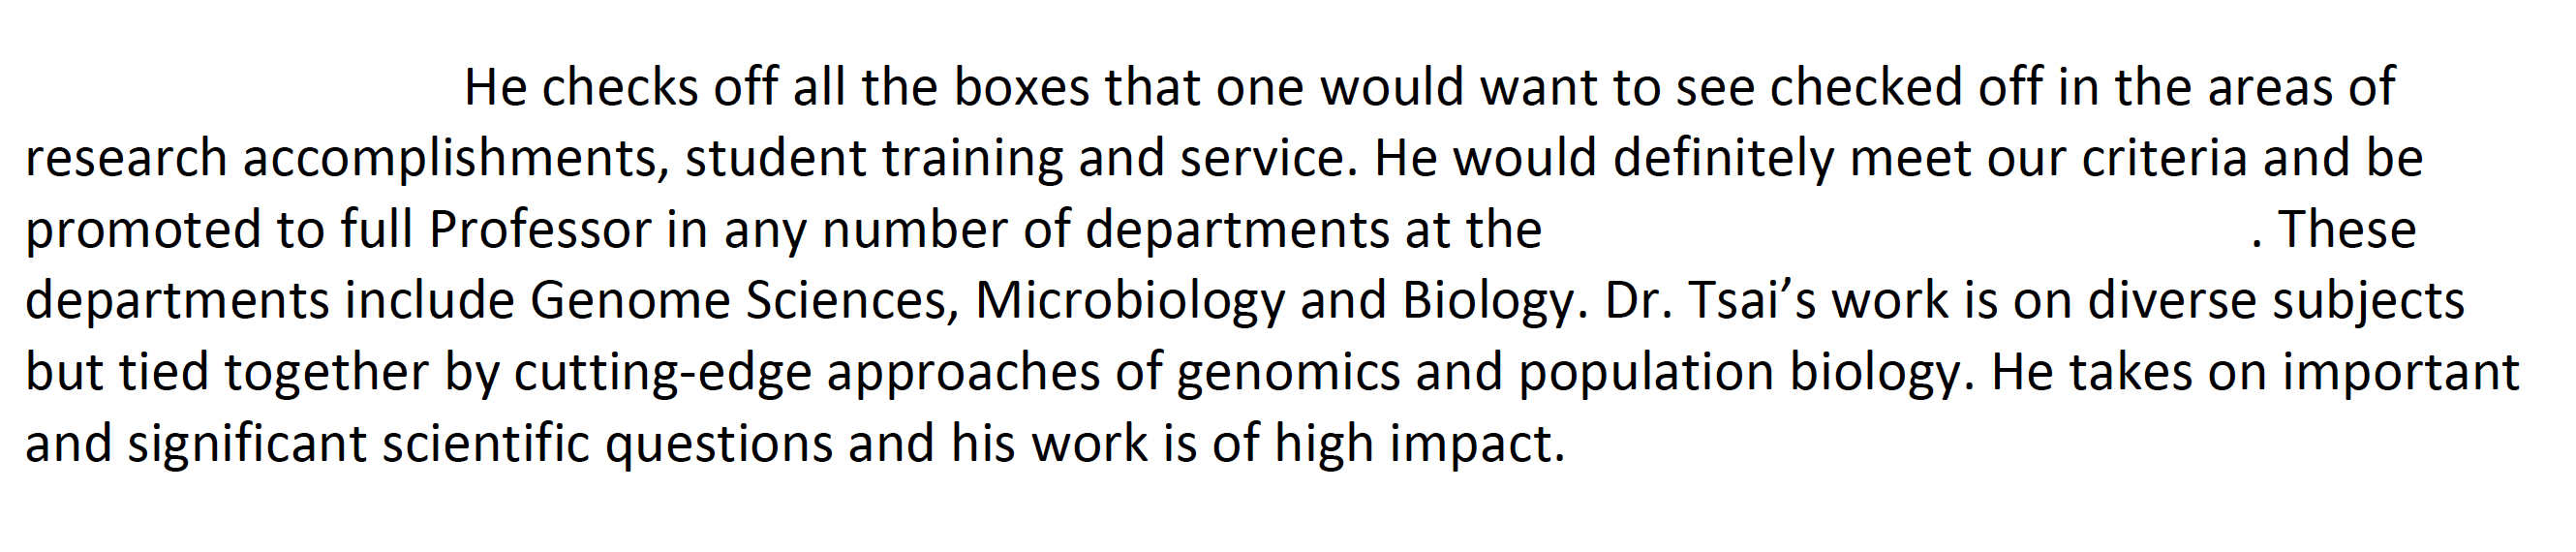 He checks off all the boxes that one would want to see checked off in the areas of
research accomplishments, student training and service. He would definitely meet our criteria and be
promoted to full Professor in any number of departments at the . These
departments include Genome Sciences, Microbiology and Biology. Dr. Tsai’s work is on diverse subjects
but tied together by cutting-edge approaches of genomics and population biology. He takes on important
and significant scientific questions and his work is of high impact.